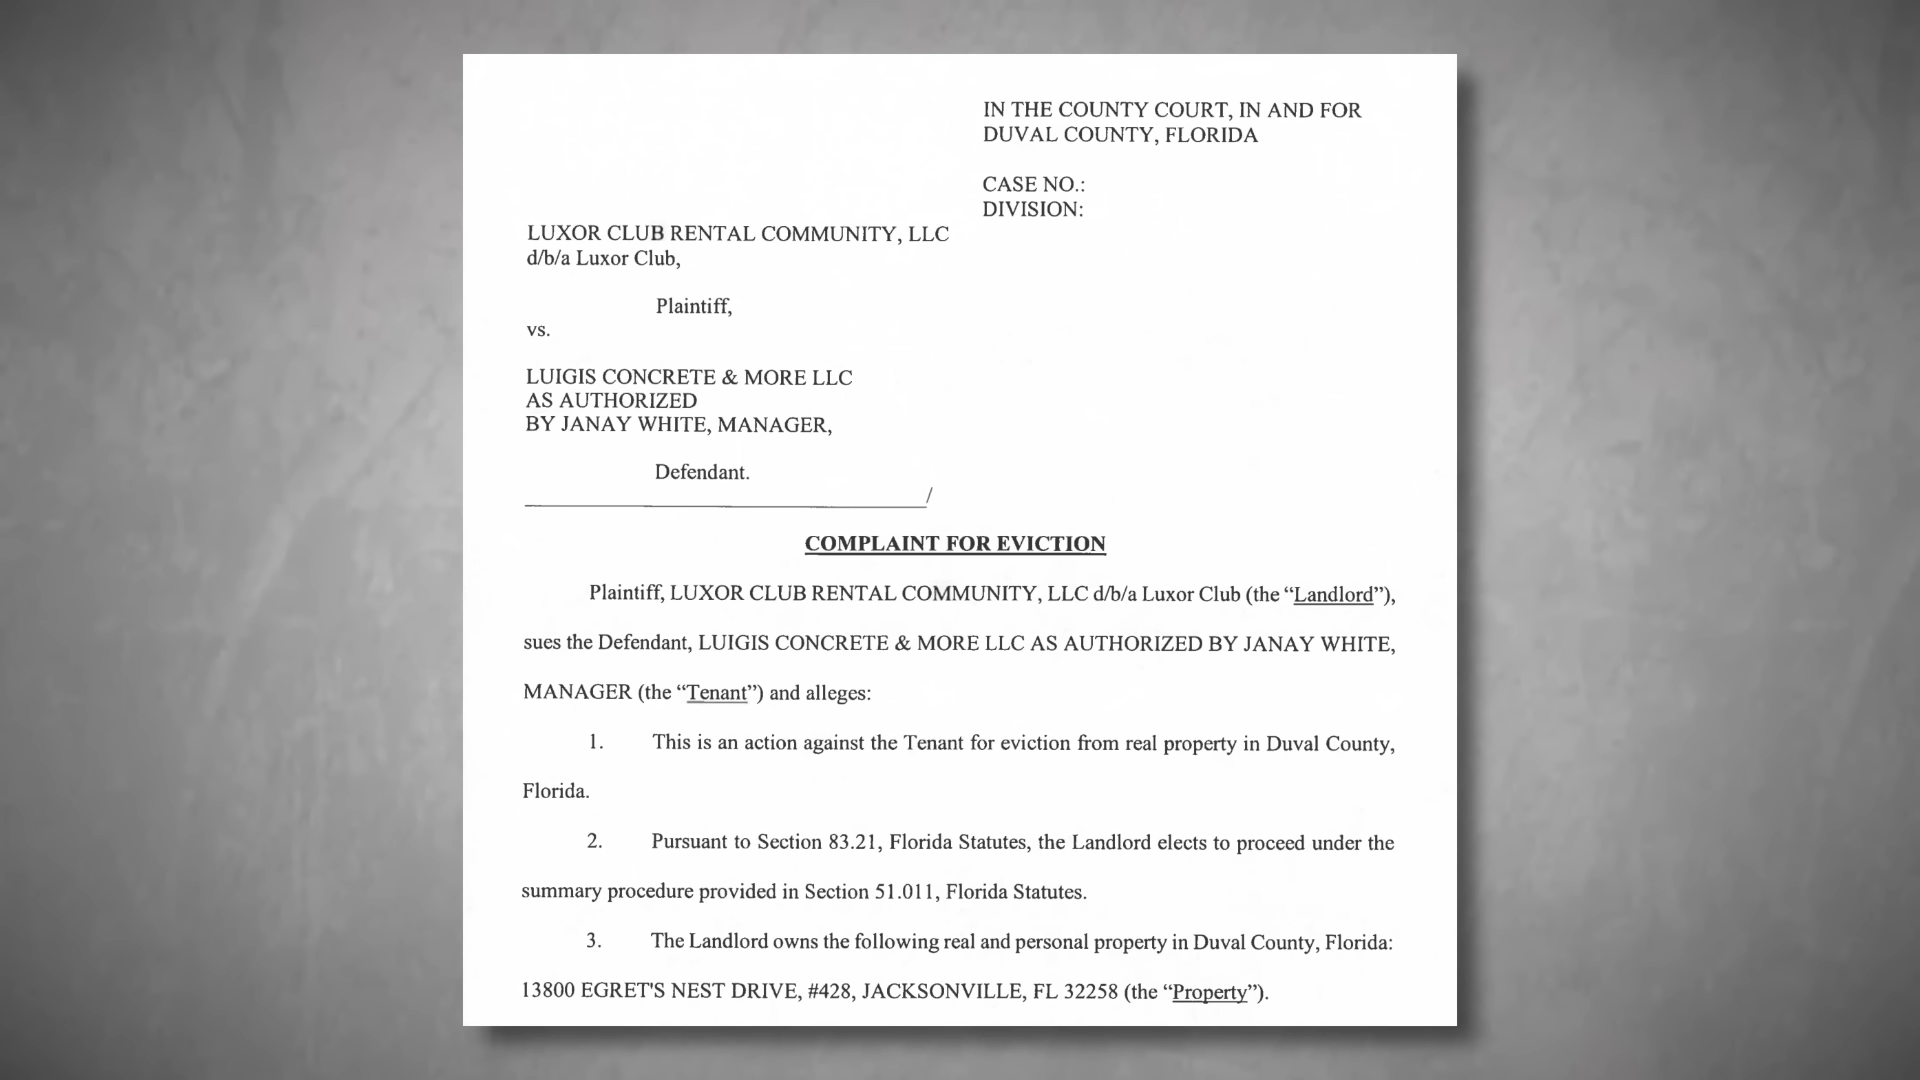 IN THE COUNTY COURT, IN AND FOR
DUVAL COUNTY, FLORIDA
CASE NO.:
DIVISION:
LUXOR CLUB RENTAL COMMUNITY, LLC
d/b/a Luxor Club,
Plaintiff,
vs.
LUIGIS CONCRETE & MORE LLC
AS AUTHORIZED
BY JANAY WHITE, MANAGER,
Defendant.
/
COMPLAINT FOR EVICTION
Plaintiff, LUXOR CLUB RENTAL COMMUNITY, LLC d/b/a Luxor Club (the “Landlord”),
sues the Defendant, LUIGIS CONCRETE & MORE LLC AS AUTHORIZED BY JANAY WHITE,
MANAGER (the “Tenant”) and alleges:
1. This is an action against the Tenant for eviction from real property in Duval County,
Florida.
2. Pursuant to Section 83.21, Florida Statutes, the Landlord elects to proceed under the
summary procedure provided in Section 51.011, Florida Statutes.
3. The Landlord owns the following real and personal property in Duval County, Florida:
13800 EGRET'S NEST DRIVE, #428, JACKSONVILLE, FL 32258 (the “Property”).